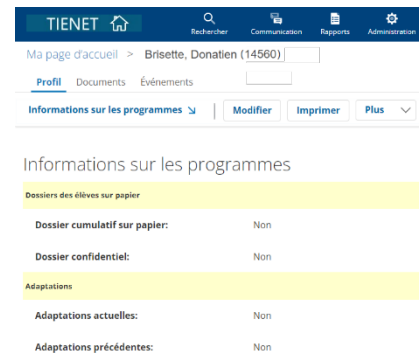 TIENET
Rechercher Communication Rapports Administration
Ma page d'accueil > Brisette, Donatien (14560)
Profil Documents Événements
Informations sur les programmes Modifier Imprimer Plus
Informations sur les programmes
Dossiers des élèves sur papier
Dossier cumulatif sur papier: Non
Dossier confidentiel: Non
Adaptations
Adaptations actuelles: Non
Adaptations précédentes: Non